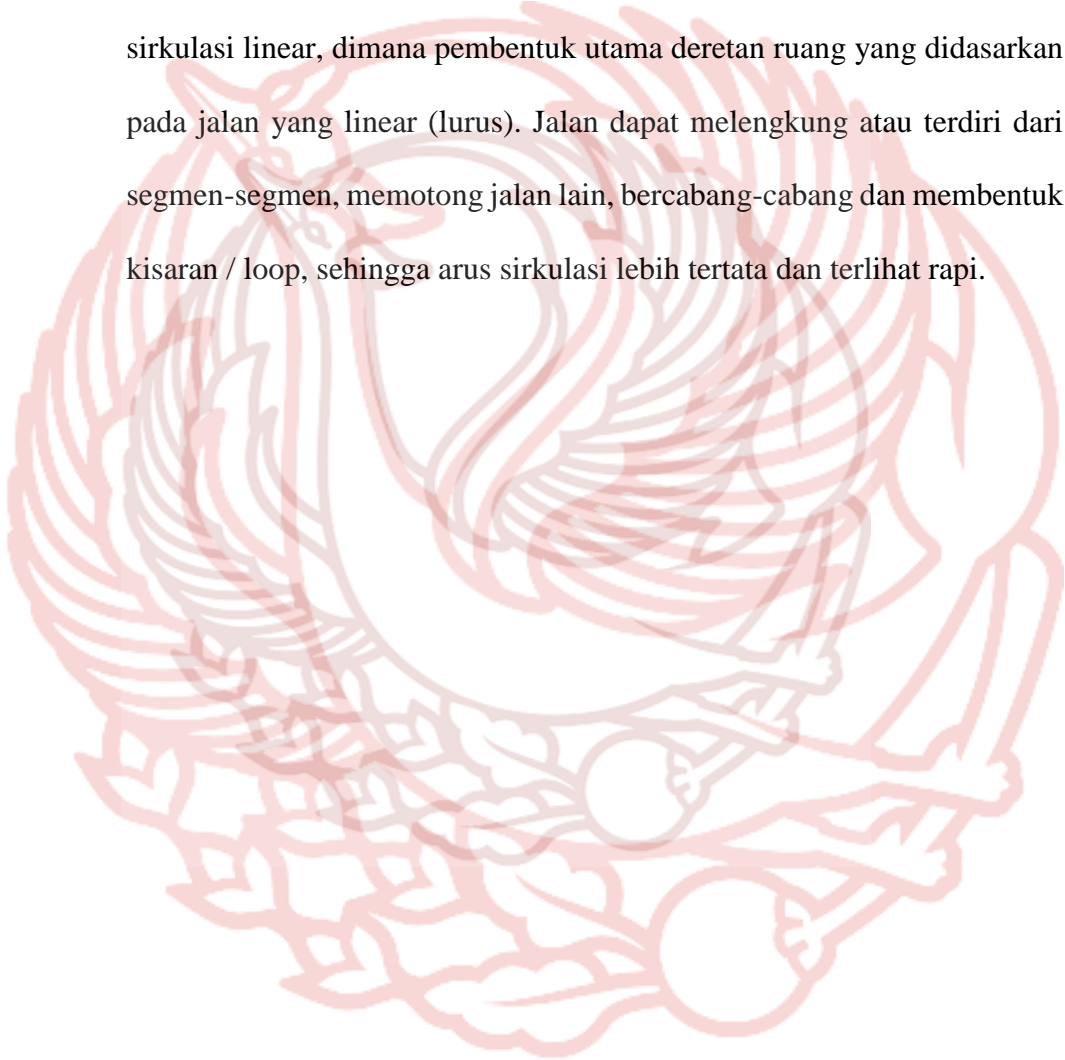 sirkulasi linear, dimana pembentuk utama deretan ruang yang didasarkan
pada jalan yang linear (lurus). Jalan dapat melengkung atau terdiri dari
segmen-segmen, memotong jalan lain, bercabang-cabang dan membentuk
kisaran / loop, sehingga arus sirkulasi lebih tertata dan terlihat rapi.